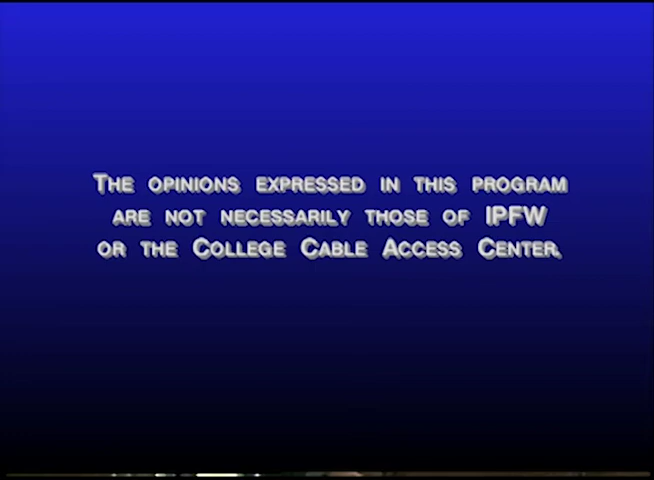 The opinions expressed in this program
are not necessarily those of IPFW
or the College Cable Access Center.